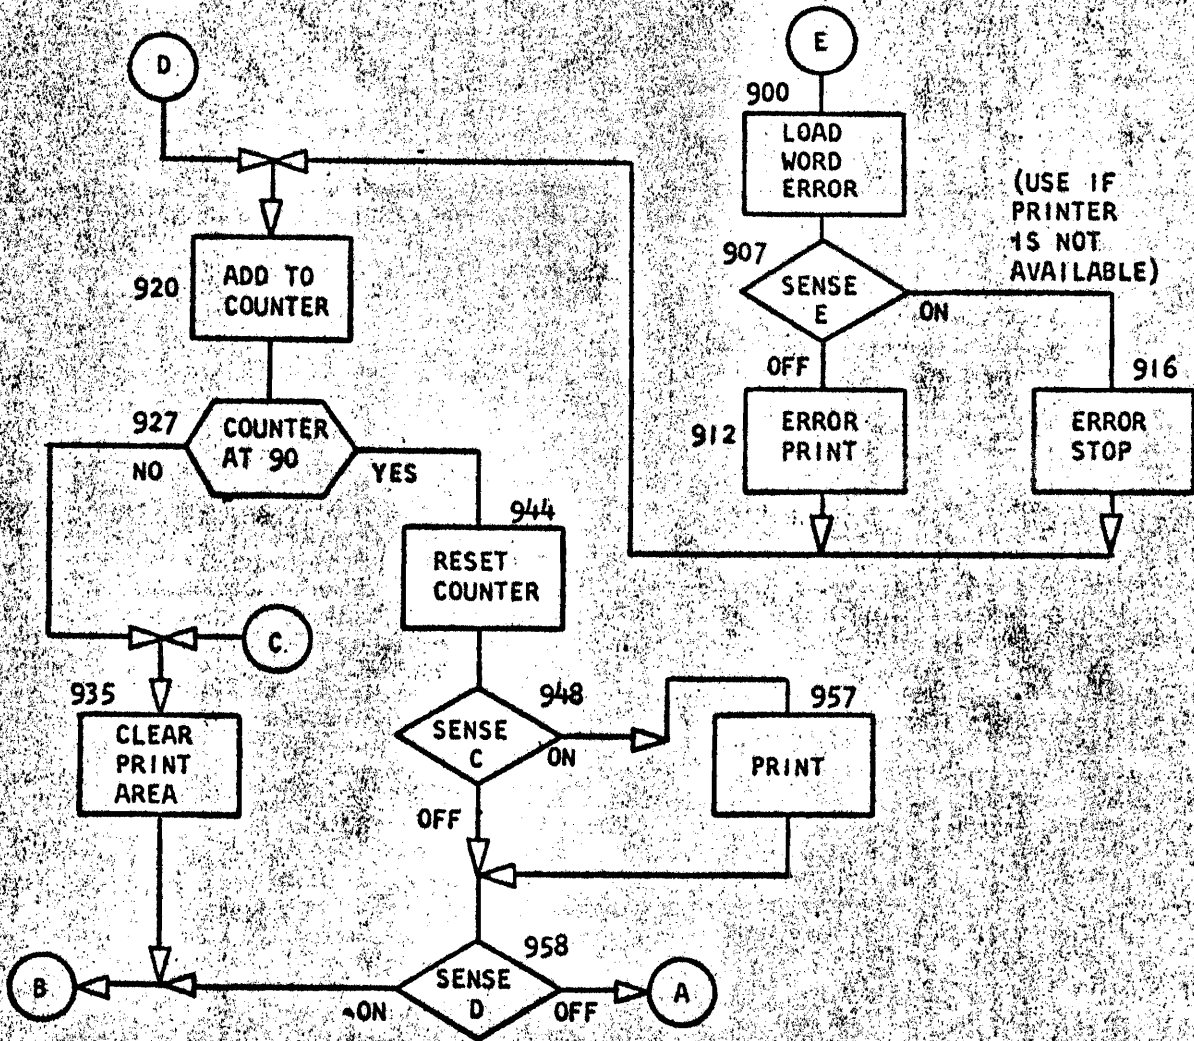 D
E
900
LOAD
WORD
ERROR
(USE IF
PRINTER
IS NOT
AVAILABLE)
907
SENSE
E
ON
OFF
920
ADD TO
COUNTER
916
912
ERROR
PRINT
ERROR
STOP
927
COUNTER
AT 90
NO
YES
944
RESET
COUNTER
C
935
CLEAR
PRINT
AREA
948
SENSE
C
ON
OFF
957
PRINT
958
SENSE
D
ON
OFF
B
A